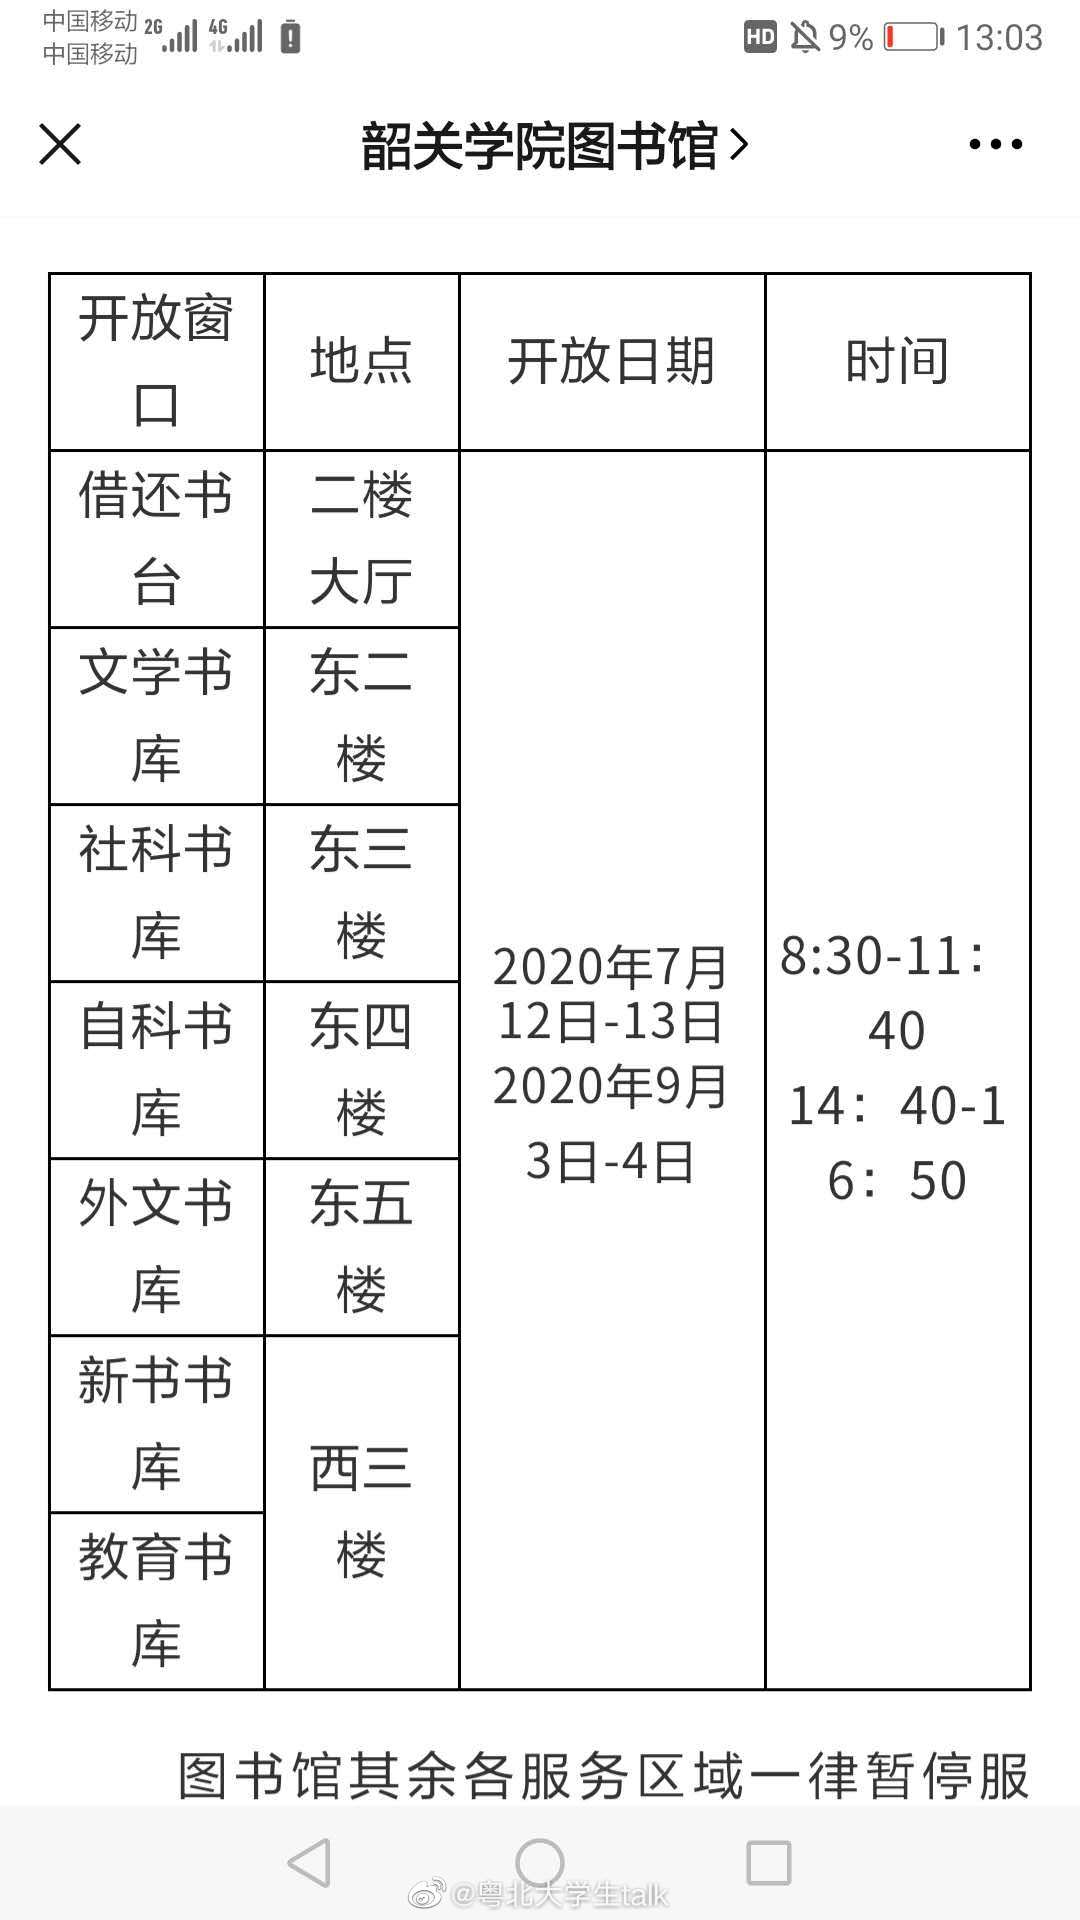 中国移动 2G 4G HD 9% 13:03
中国移动
韶关学院图书馆
开放窗
口
地点
开放日期
时间
借还书
台
二楼
大厅
文学书
库
东二
楼
社科书
库
东三
楼
自科书
库
东四
楼
外文书
库
东五
楼
新书书
库
教育书
库
西三
楼
2020年7月
12日-13日
2020年9月
3日-4日
8:30-11：
40
14：40-1
6：50
图书馆其余各服务区域一律暂停服
@粤北大学生talk